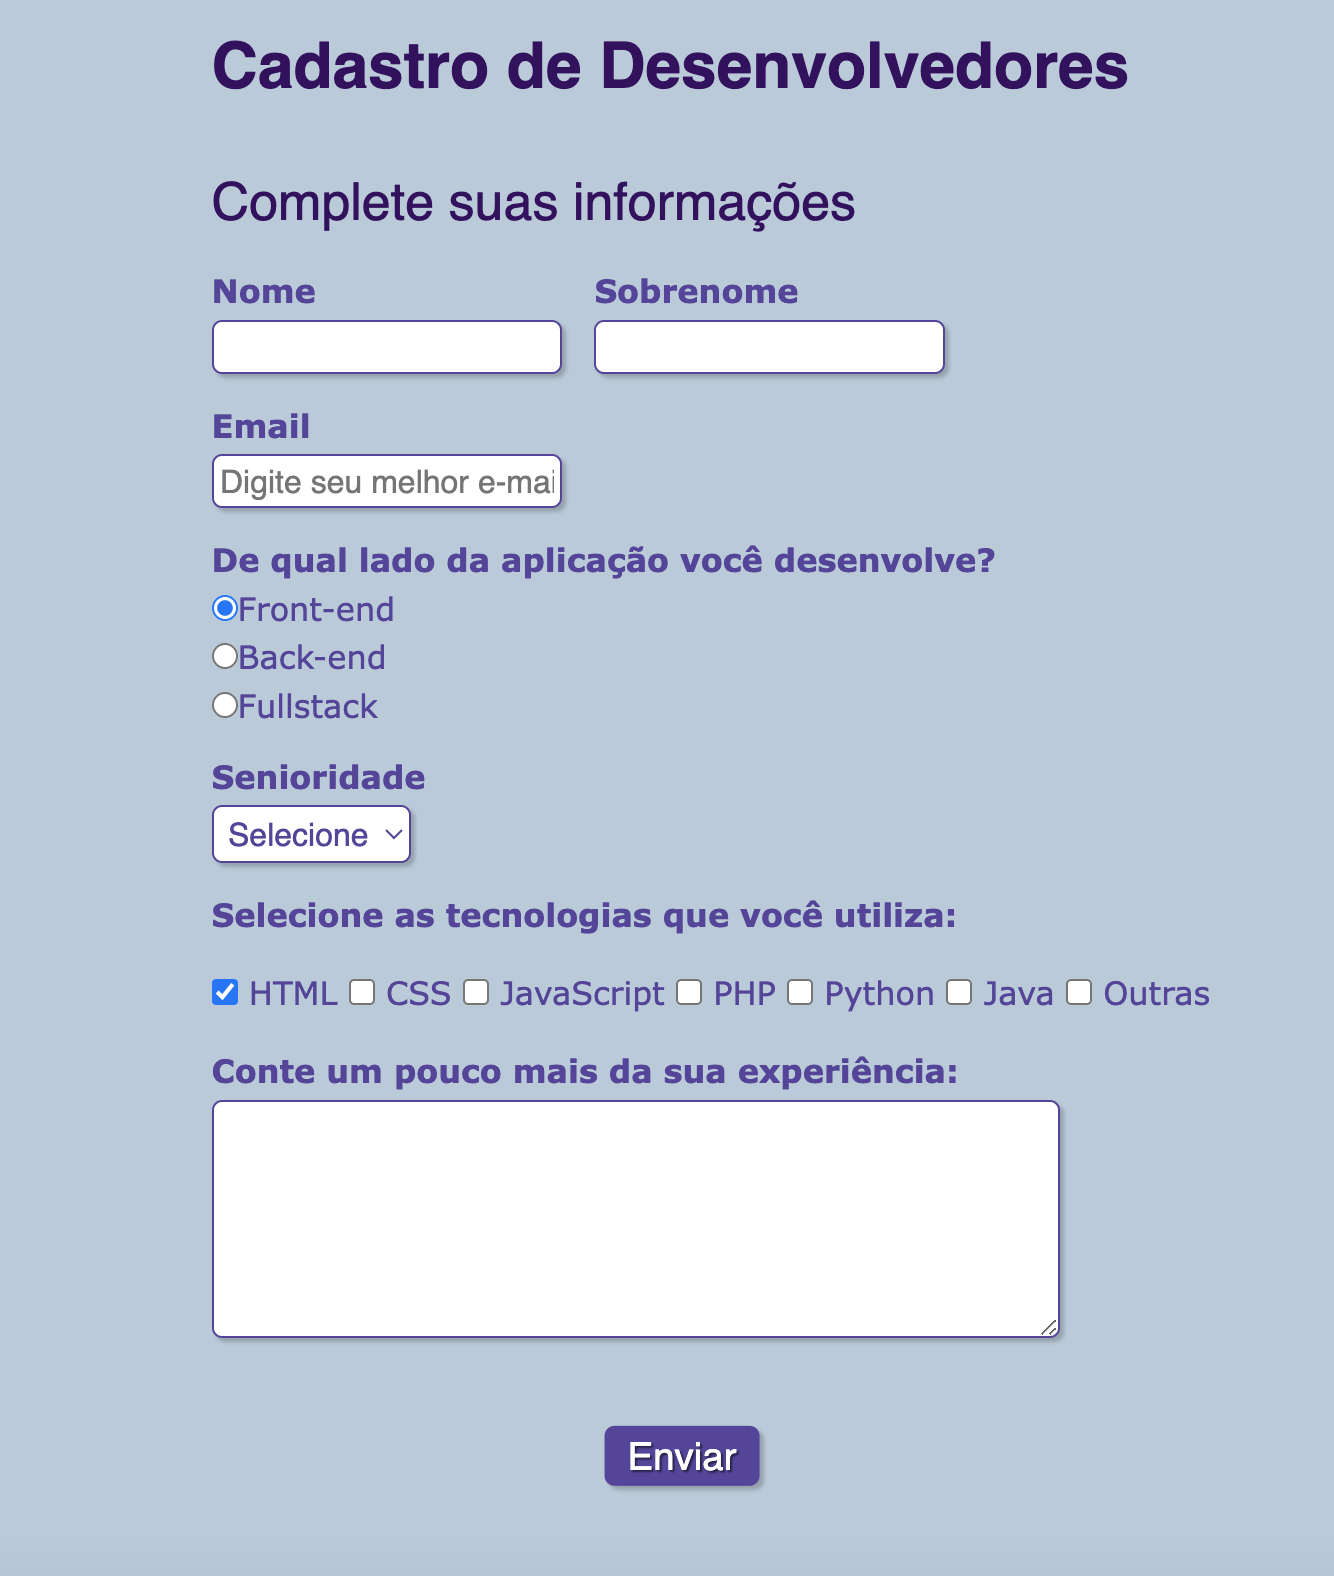 Cadastro de Desenvolvedores
Complete suas informações
Nome Sobrenome
Email
Digite seu melhor e-mai
De qual lado da aplicação você desenvolve?
Front-end
Back-end
Fullstack
Senioridade
Selecione
Selecione as tecnologias que você utiliza:
HTML CSS JavaScript PHP Python Java Outras
Conte um pouco mais da sua experiência:
Enviar